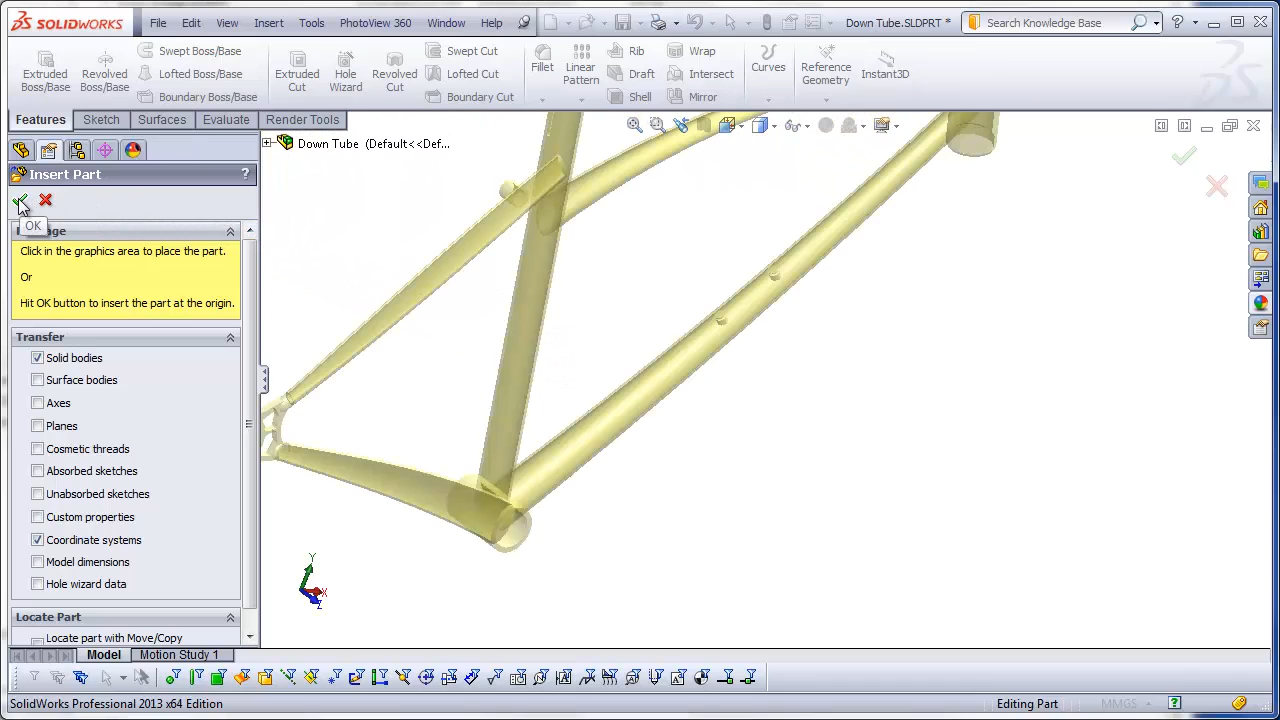 SOLIDWORKS File Edit View Insert Tools PhotoView 360 Window Help Down Tube.SLDPRT * Search Knowledge Base ?
Extruded Boss/Base
Revolved Boss/Base
Swept Boss/Base
Lofted Boss/Base
Boundary Boss/Base
Extruded Cut
Hole Wizard
Revolved Cut
Swept Cut
Lofted Cut
Boundary Cut
Fillet
Linear Pattern
Rib
Draft
Shell
Wrap
Intersect
Mirror
Curves
Reference Geometry
Instant3D
Features Sketch Surfaces Evaluate Render Tools
Down Tube (Default<<Def...
Insert Part ?
OK
Click in the graphics area to place the part.
Or
Hit OK button to insert the part at the origin.
Transfer
Solid bodies
Surface bodies
Axes
Planes
Cosmetic threads
Absorbed sketches
Unabsorbed sketches
Custom properties
Coordinate systems
Model dimensions
Hole wizard data
Locate Part
Locate part with Move/Copy
Y
X
Z
Model Motion Study 1
SolidWorks Professional 2013 x64 Edition Editing Part MMGS ?